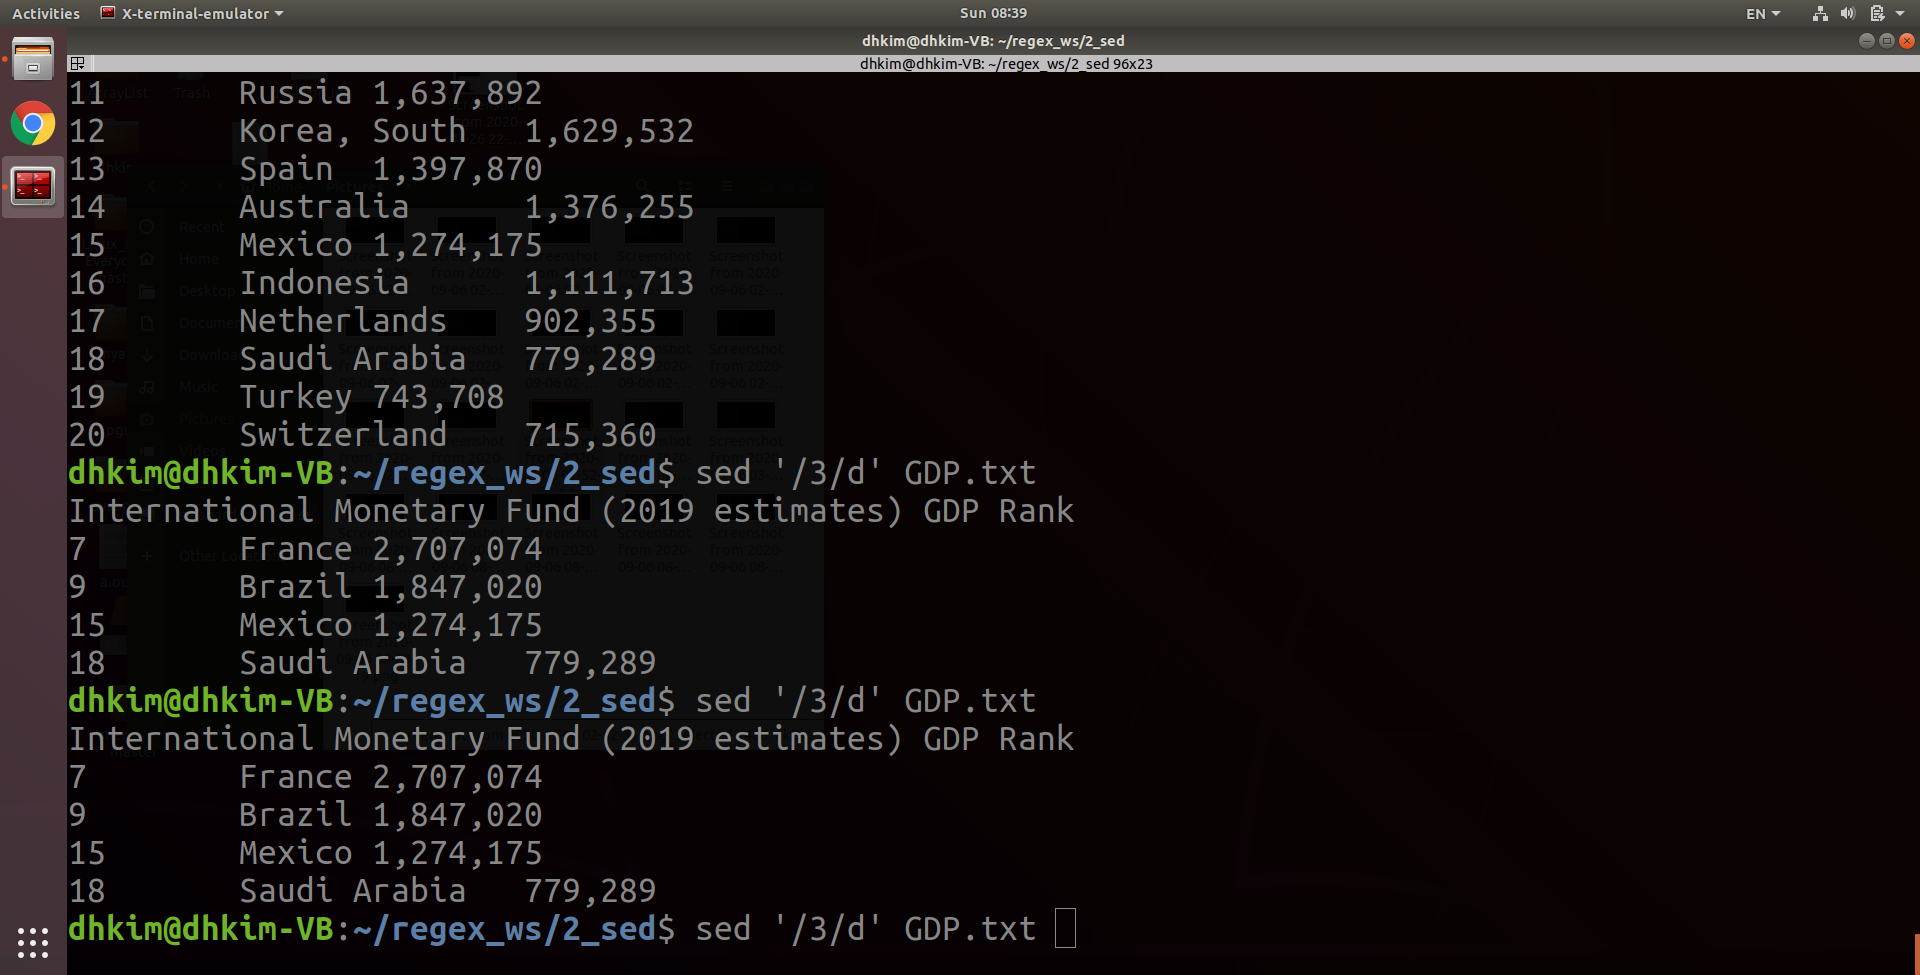 Activities X-terminal-emulator Sun 08:39 EN
dhkim@dhkim-VB: ~/regex_ws/2_sed
dhkim@dhkim-VB: ~/regex_ws/2_sed 96x23
11 Russia 1,637,892
12 Korea, South 1,629,532
13 Spain 1,397,870
14 Australia 1,376,255
15 Mexico 1,274,175
16 Indonesia 1,111,713
17 Netherlands 902,355
18 Saudi Arabia 779,289
19 Turkey 743,708
20 Switzerland 715,360
dhkim@dhkim-VB:~/regex_ws/2_sed$ sed '/3/d' GDP.txt
International Monetary Fund (2019 estimates) GDP Rank
7 France 2,707,074
9 Brazil 1,847,020
15 Mexico 1,274,175
18 Saudi Arabia 779,289
dhkim@dhkim-VB:~/regex_ws/2_sed$ sed '/3/d' GDP.txt
International Monetary Fund (2019 estimates) GDP Rank
7 France 2,707,074
9 Brazil 1,847,020
15 Mexico 1,274,175
18 Saudi Arabia 779,289
dhkim@dhkim-VB:~/regex_ws/2_sed$ sed '/3/d' GDP.txt